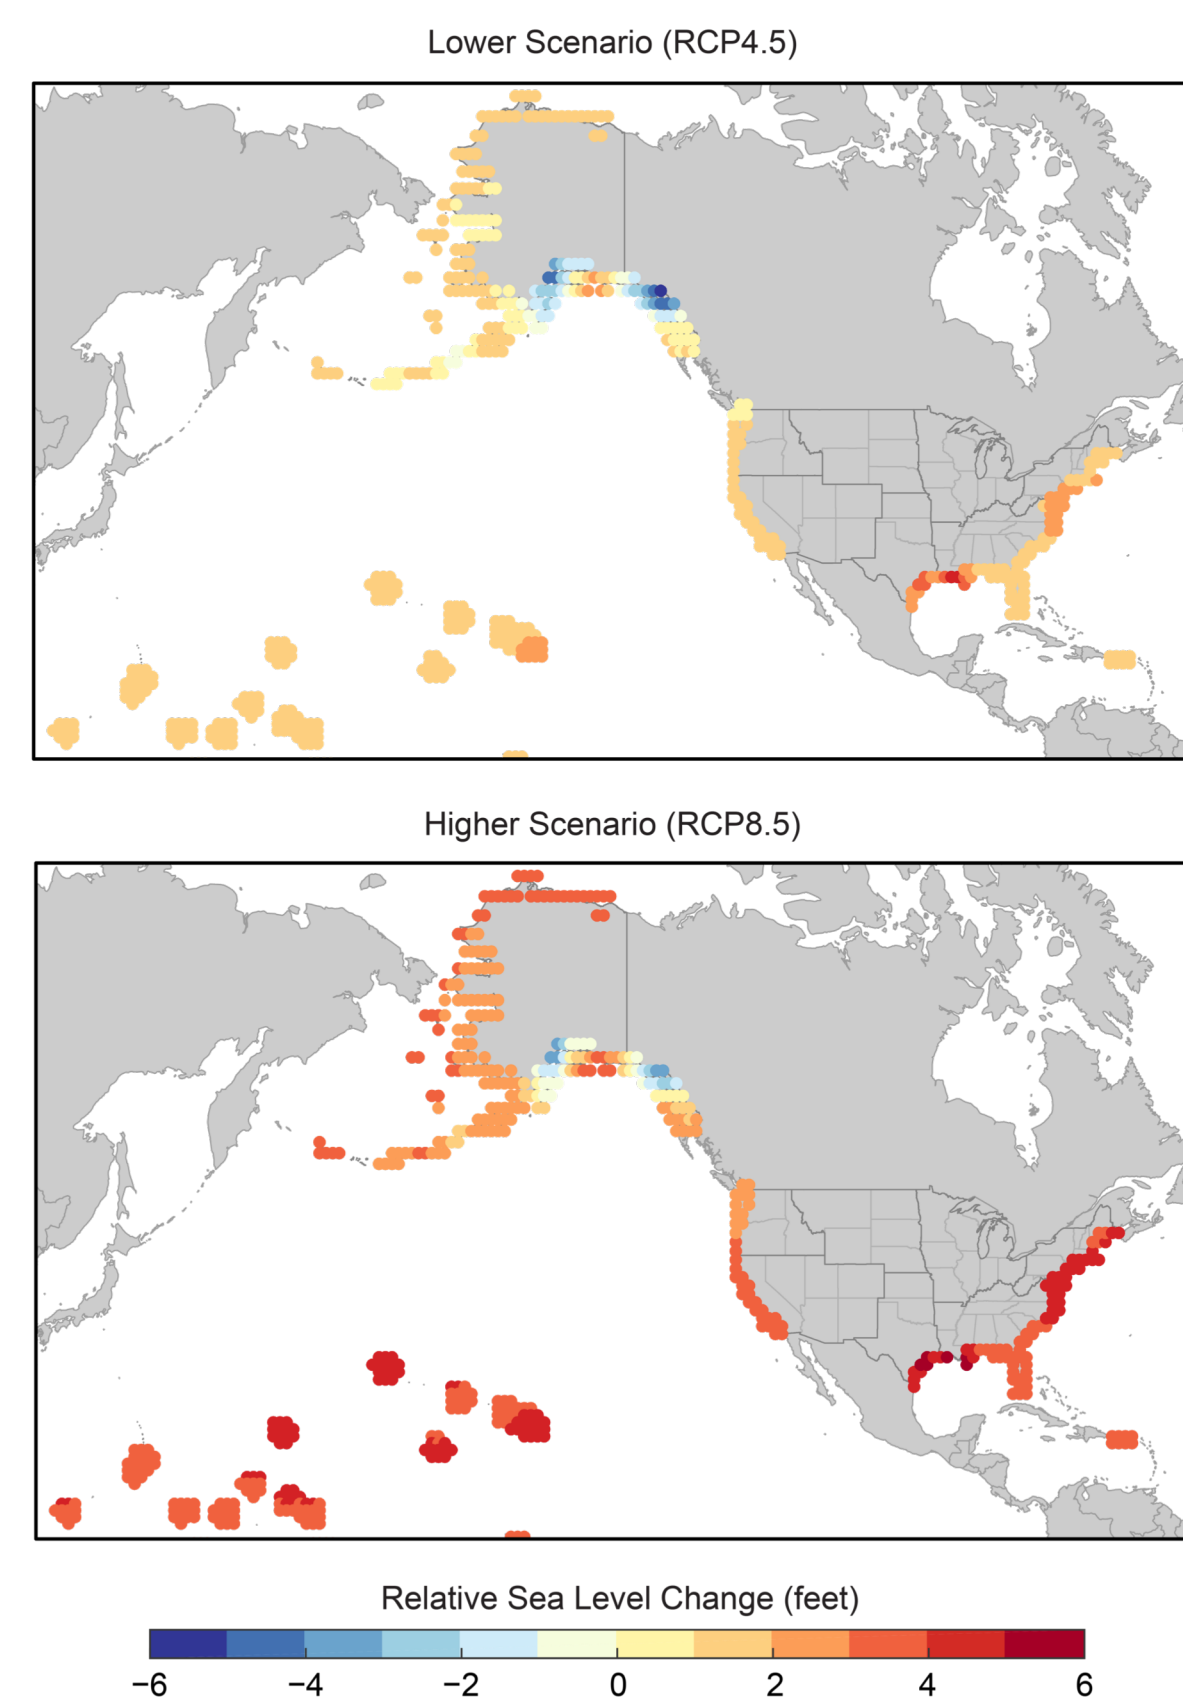 Lower Scenario (RCP4.5)
Higher Scenario (RCP8.5)
Relative Sea Level Change (feet)
−6 −4 −2 0 2 4 6